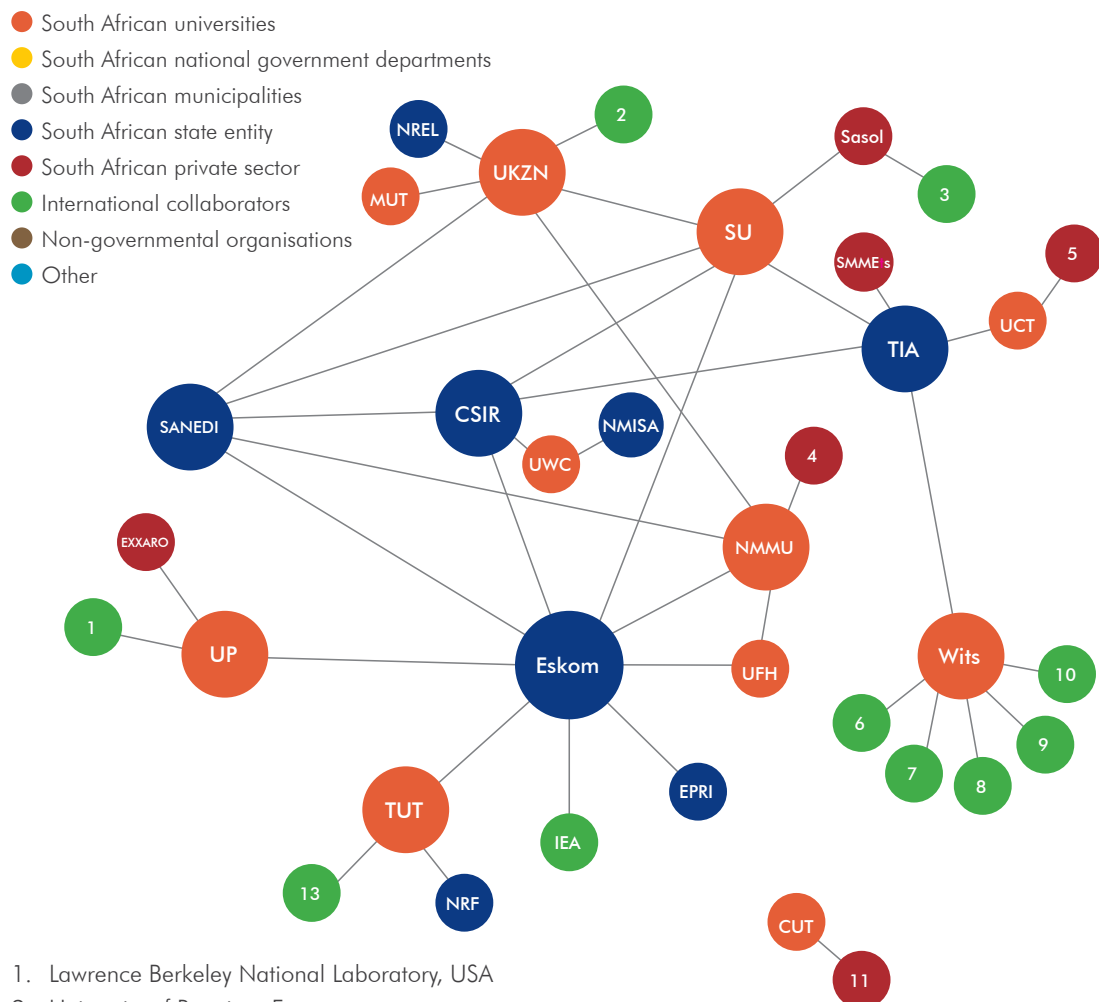 South African universities
South African national government departments
South African municipalities
South African state entity
South African private sector
International collaborators
Non-governmental organisations
Other
NREL
2
UKZN
MUT
Sasol
3
SU
SMME s
5
UCT
TIA
SANEDI
CSIR
NMISA
UWC
4
NMMU
EXXARO
1
UP
Eskom
UFH
Wits
10
6
9
7
8
EPRI
TUT
IEA
13
NRF
CUT
11
1. Lawrence Berkeley National Laboratory, USA